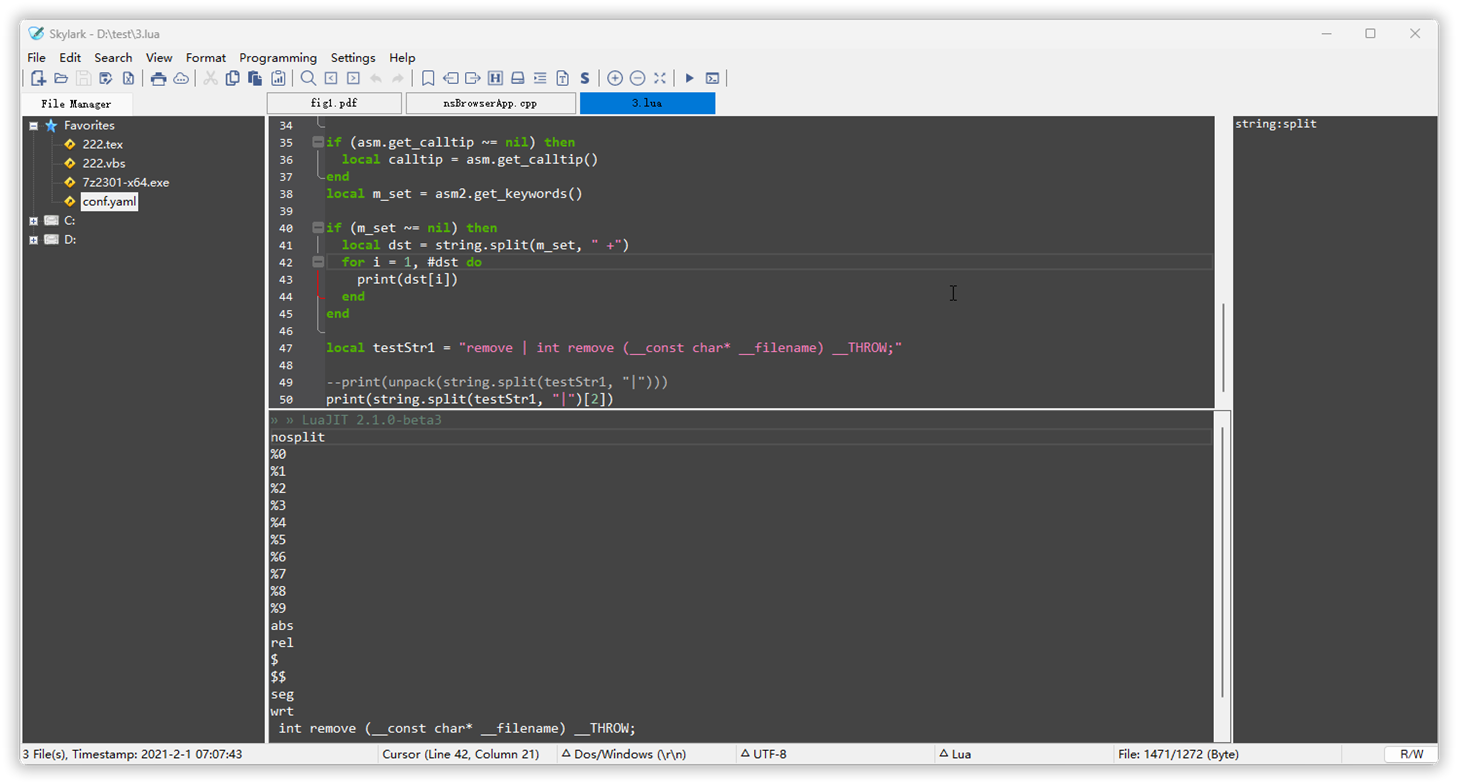 Skylark - D:\test\3.lua
File Edit Search View Format Programming Settings Help
File Manager
fig1.pdf nsBrowserApp.cpp 3.lua
Favorites
222.tex
222.vbs
7z2301-x64.exe
conf.yaml
C:
D:
34
35 if (asm.get_calltip ~= nil) then
36 local calltip = asm.get_calltip()
37 end
38 local m_set = asm2.get_keywords()
39
40 if (m_set ~= nil) then
41 local dst = string.split(m_set, " +")
42 for i = 1, #dst do
43 print(dst[i])
44 end
45 end
46
47 local testStr1 = "remove | int remove (__const char* __filename) __THROW;"
48
49 --print(unpack(string.split(testStr1, "|")))
50 print(string.split(testStr1, "|")[2])
» » LuaJIT 2.1.0-beta3
nosplit
%0
%1
%2
%3
%4
%5
%6
%7
%8
%9
abs
rel
$
$$
seg
wrt
int remove (__const char* __filename) __THROW;
string:split
3 File(s), Timestamp: 2021-2-1 07:07:43 Cursor (Line 42, Column 21) Dos/Windows (\r\n) UTF-8 Lua File: 1471/1272 (Byte) R/W